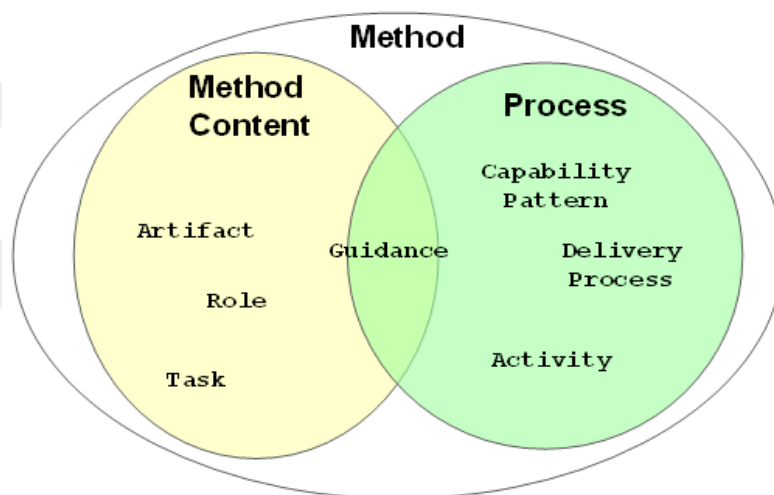 Method
Method
Content
Process
Capability
Pattern
Artifact
Guidance
Delivery
Process
Role
Activity
Task